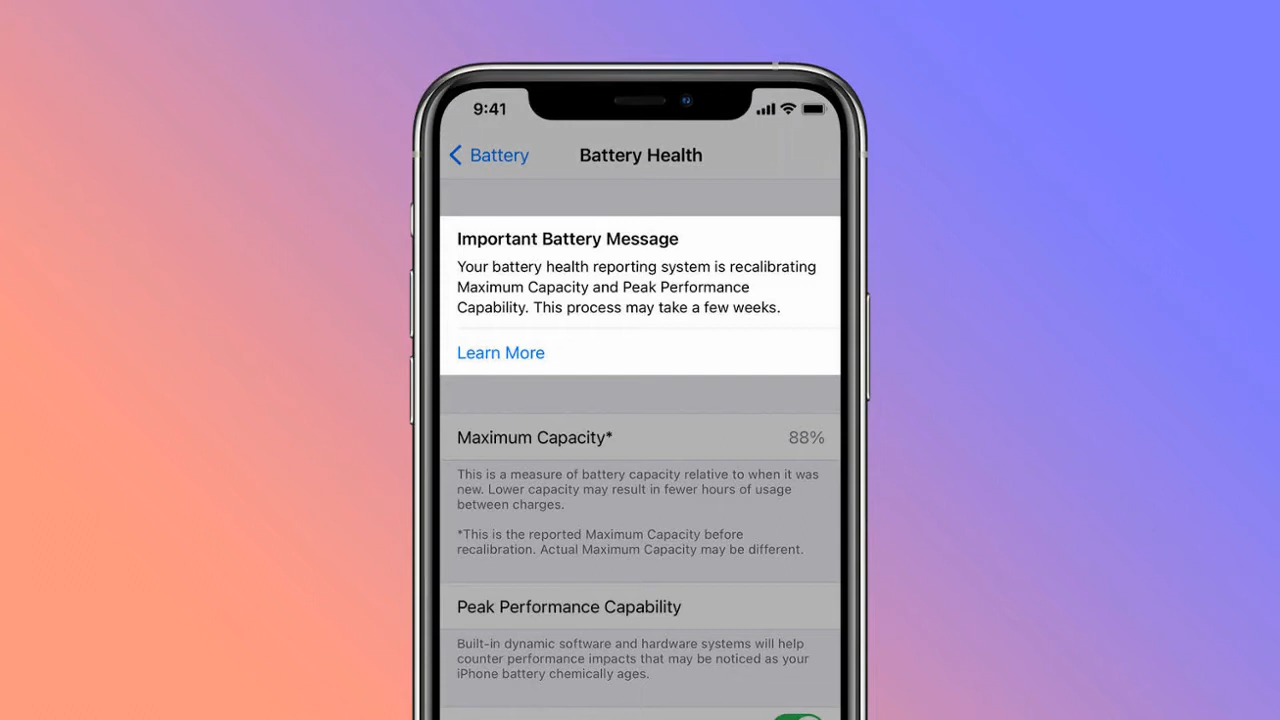 9:41
Battery
Battery Health
Important Battery Message
Your battery health reporting system is recalibrating
Maximum Capacity and Peak Performance
Capability. This process may take a few weeks.
Learn More
Maximum Capacity* 88%
This is a measure of battery capacity relative to when it was
new. Lower capacity may result in fewer hours of usage
between charges.
*This is the reported Maximum Capacity before
recalibration. Actual Maximum Capacity may be different.
Peak Performance Capability
Built-in dynamic software and hardware systems will help
counter performance impacts that may be noticed as your
iPhone battery chemically ages.